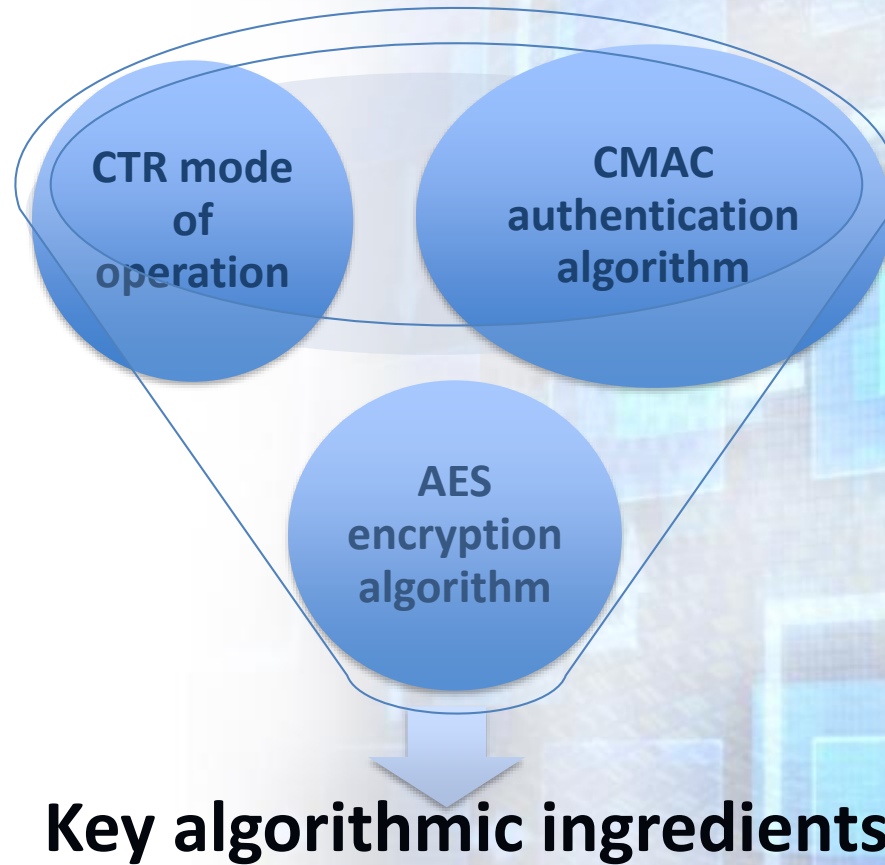 CTR mode
of
operation
CMAC
authentication
algorithm
AES
encryption
algorithm
Key algorithmic ingredients